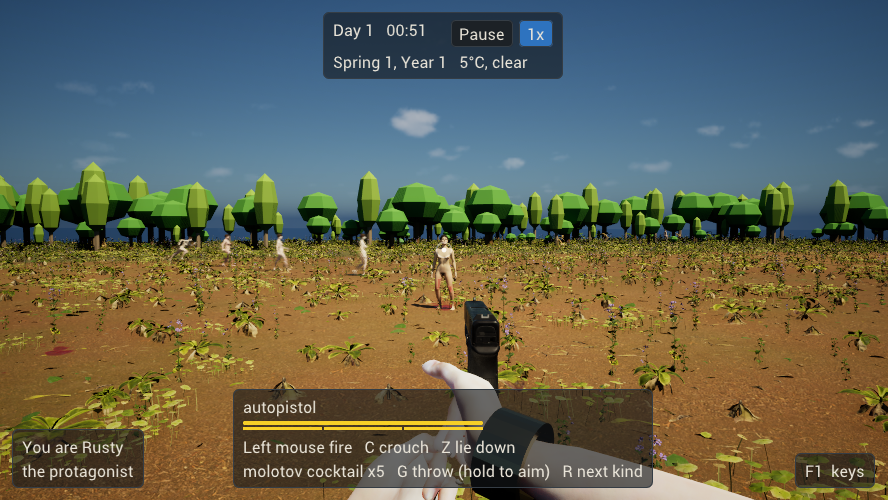 Day 1 00:51 Pause 1x
Spring 1, Year 1 5°C, clear
autopistol
Left mouse fire C crouch Z lie down
molotov cocktail x5 G throw (hold to aim) R next kind
You are Rusty
the protagonist
F1 keys